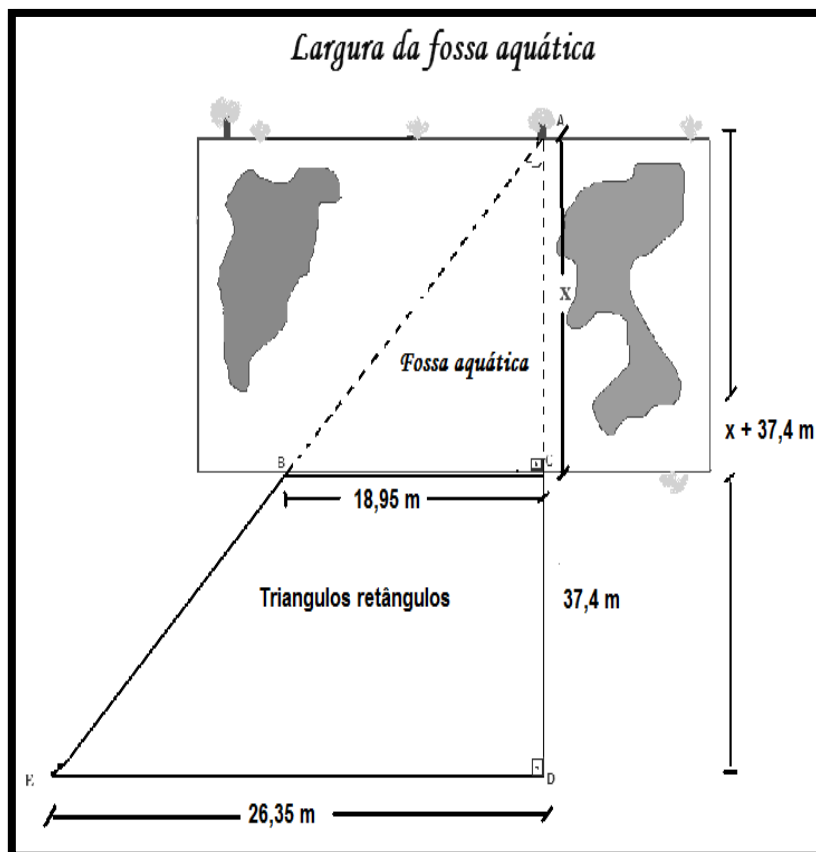 Largura da fossa aquática
A
X
Fossa aquática
x + 37,4 m
B
C
18,95 m
Triangulos retângulos
37,4 m
E
D
26,35 m